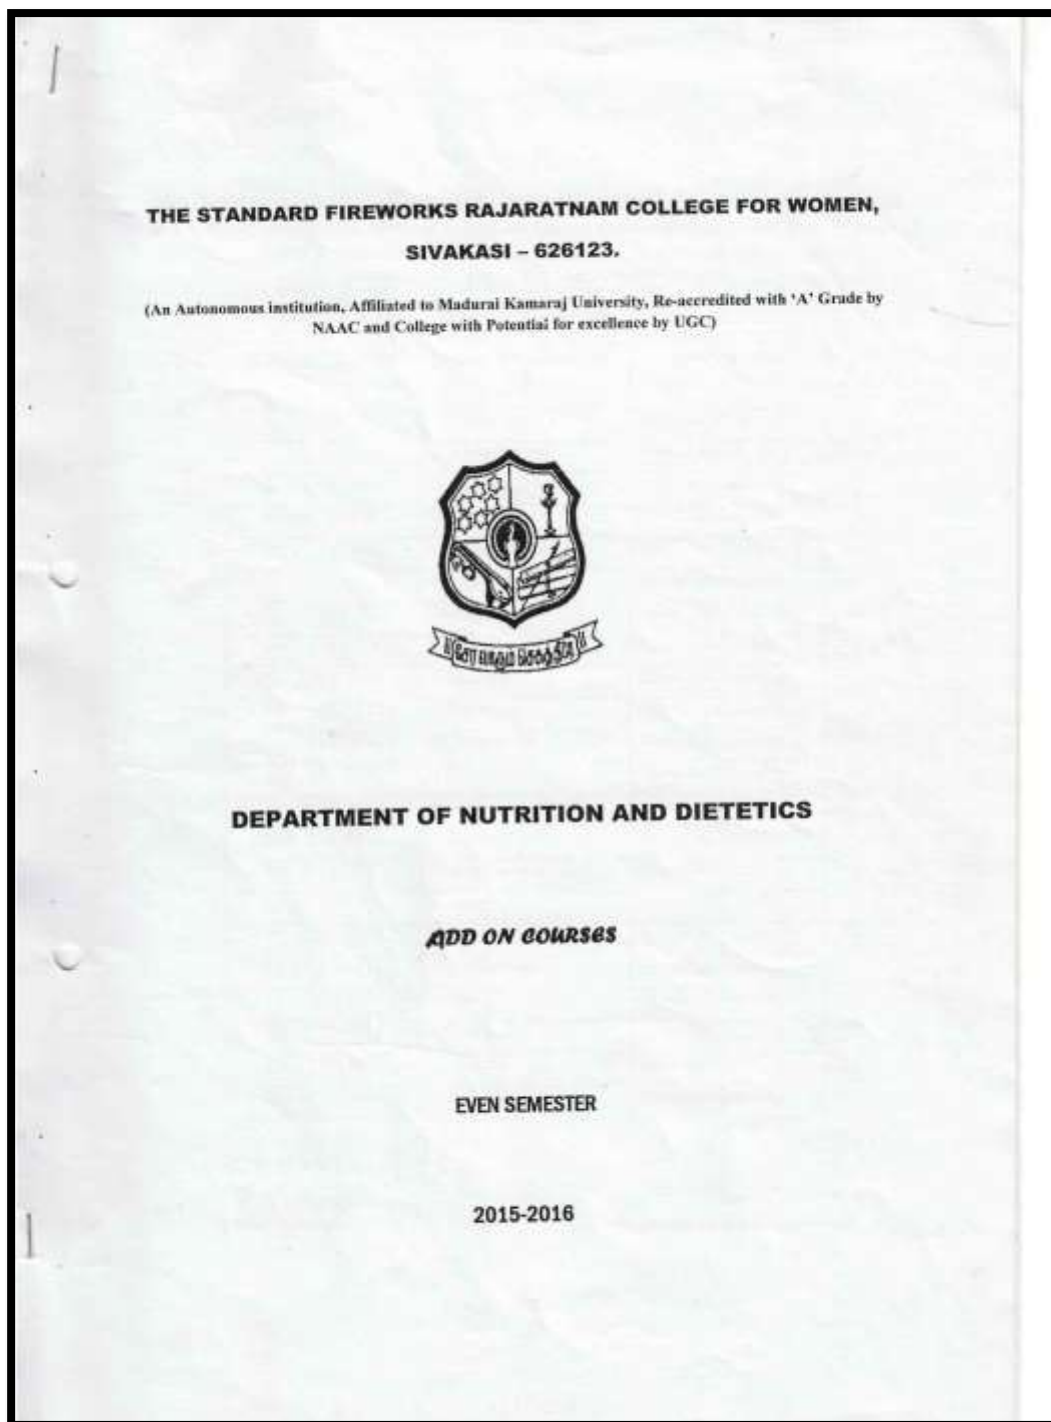 THE STANDARD FIREWORKS RAJARATNAM COLLEGE FOR WOMEN,
SIVAKASI – 626123.
(An Autonomous institution, Affiliated to Madurai Kamaraj University, Re-accredited with ‘A’ Grade by
NAAC and College with Potential for excellence by UGC)
சேர வாரும் செகத்தீரே
DEPARTMENT OF NUTRITION AND DIETETICS
ADD ON COURSES
EVEN SEMESTER
2015-2016